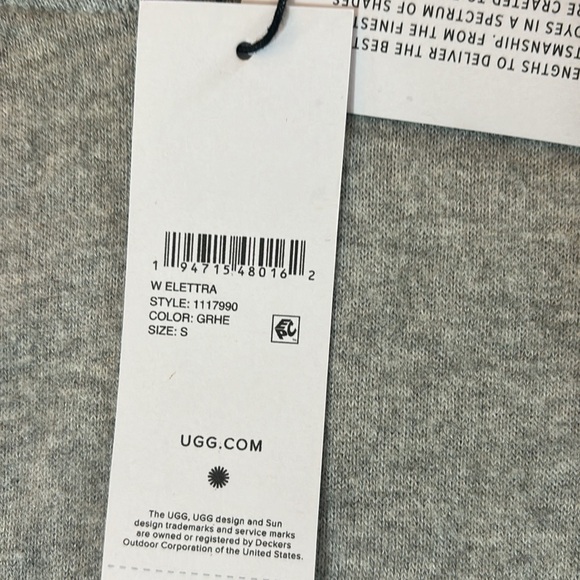 1 94715 48016 2
W ELETTRA
STYLE: 1117990
COLOR: GRHE
SIZE: S
EPC
UGG.COM
The UGG, UGG design and Sun
design trademarks and service marks
are owned or registered by Deckers
Outdoor Corporation of the United States.
ENGTHS TO DELIVER THE BEST
TSMANSHIP. FROM THE FINEST
DYES IN A SPECTRUM OF SHADES